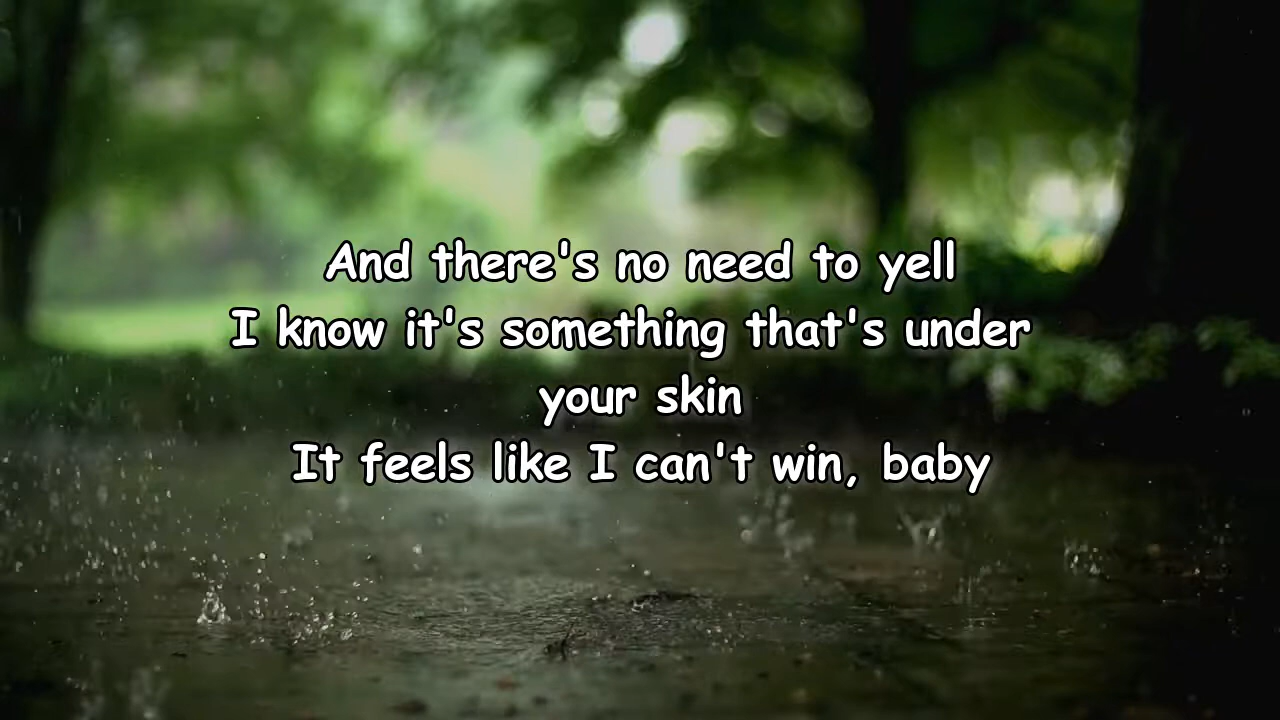 And there's no need to yell
I know it's something that's under
your skin
It feels like I can't win, baby